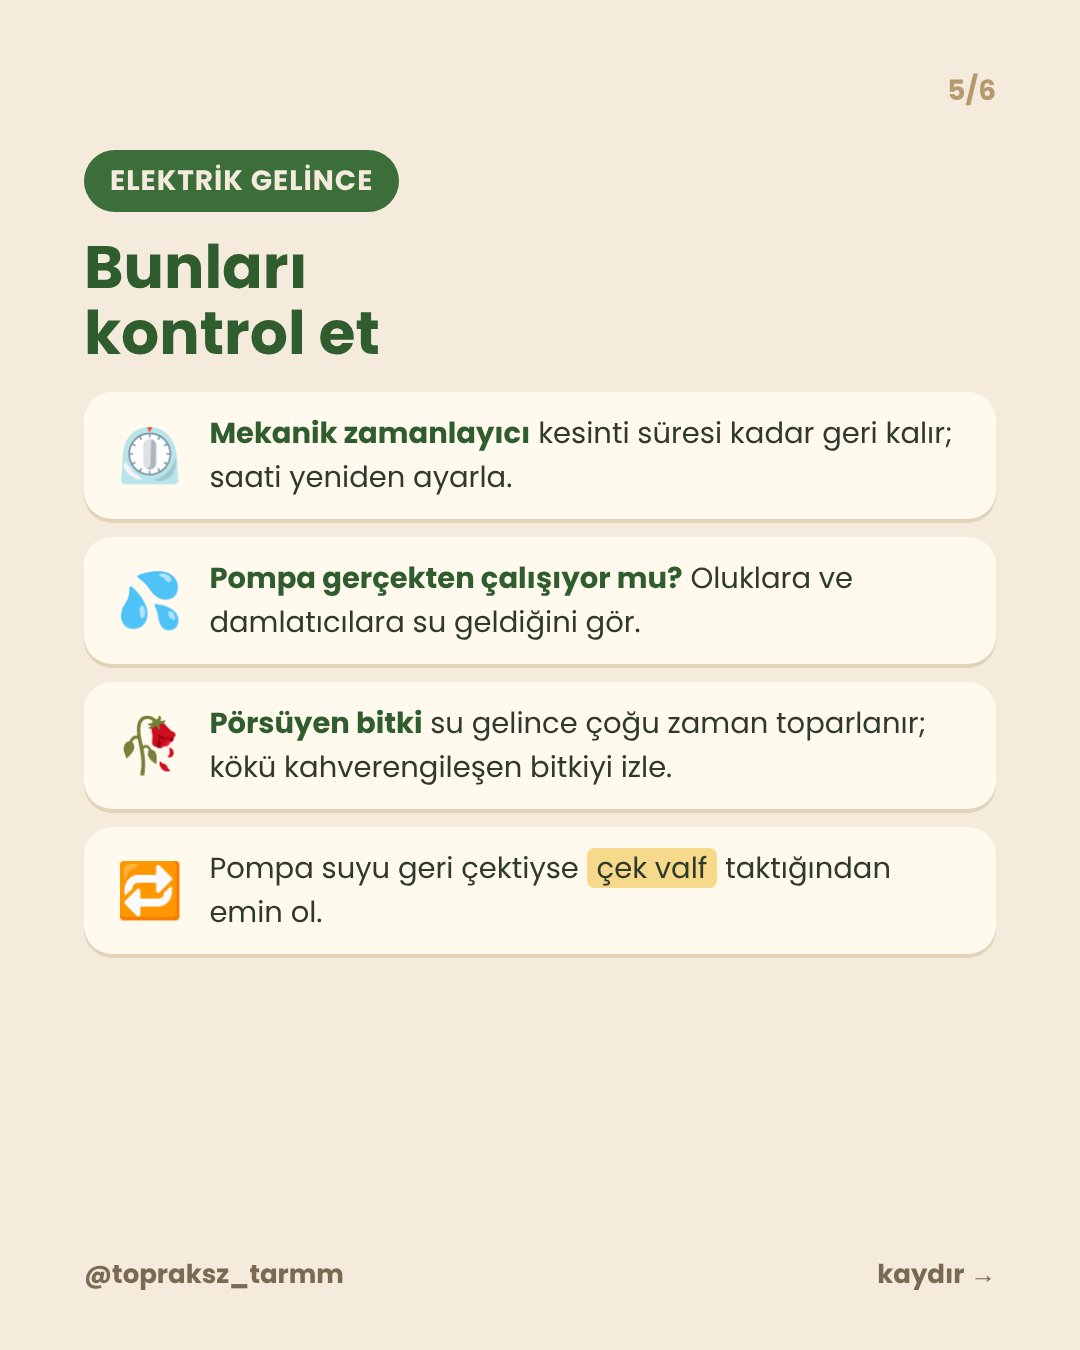 5/6
ELEKTRİK GELİNCE
Bunları
kontrol et
Mekanik zamanlayıcı kesinti süresi kadar geri kalır;
saati yeniden ayarla.
Pompa gerçekten çalışıyor mu? Oluklara ve
damlatıcılara su geldiğini gör.
Pörsüyen bitki su gelince çoğu zaman toparlanır;
kökü kahverengileşen bitkiyi izle.
Pompa suyu geri çektiyse çek valf taktığından
emin ol.
@topraksz_tarmm
kaydır →